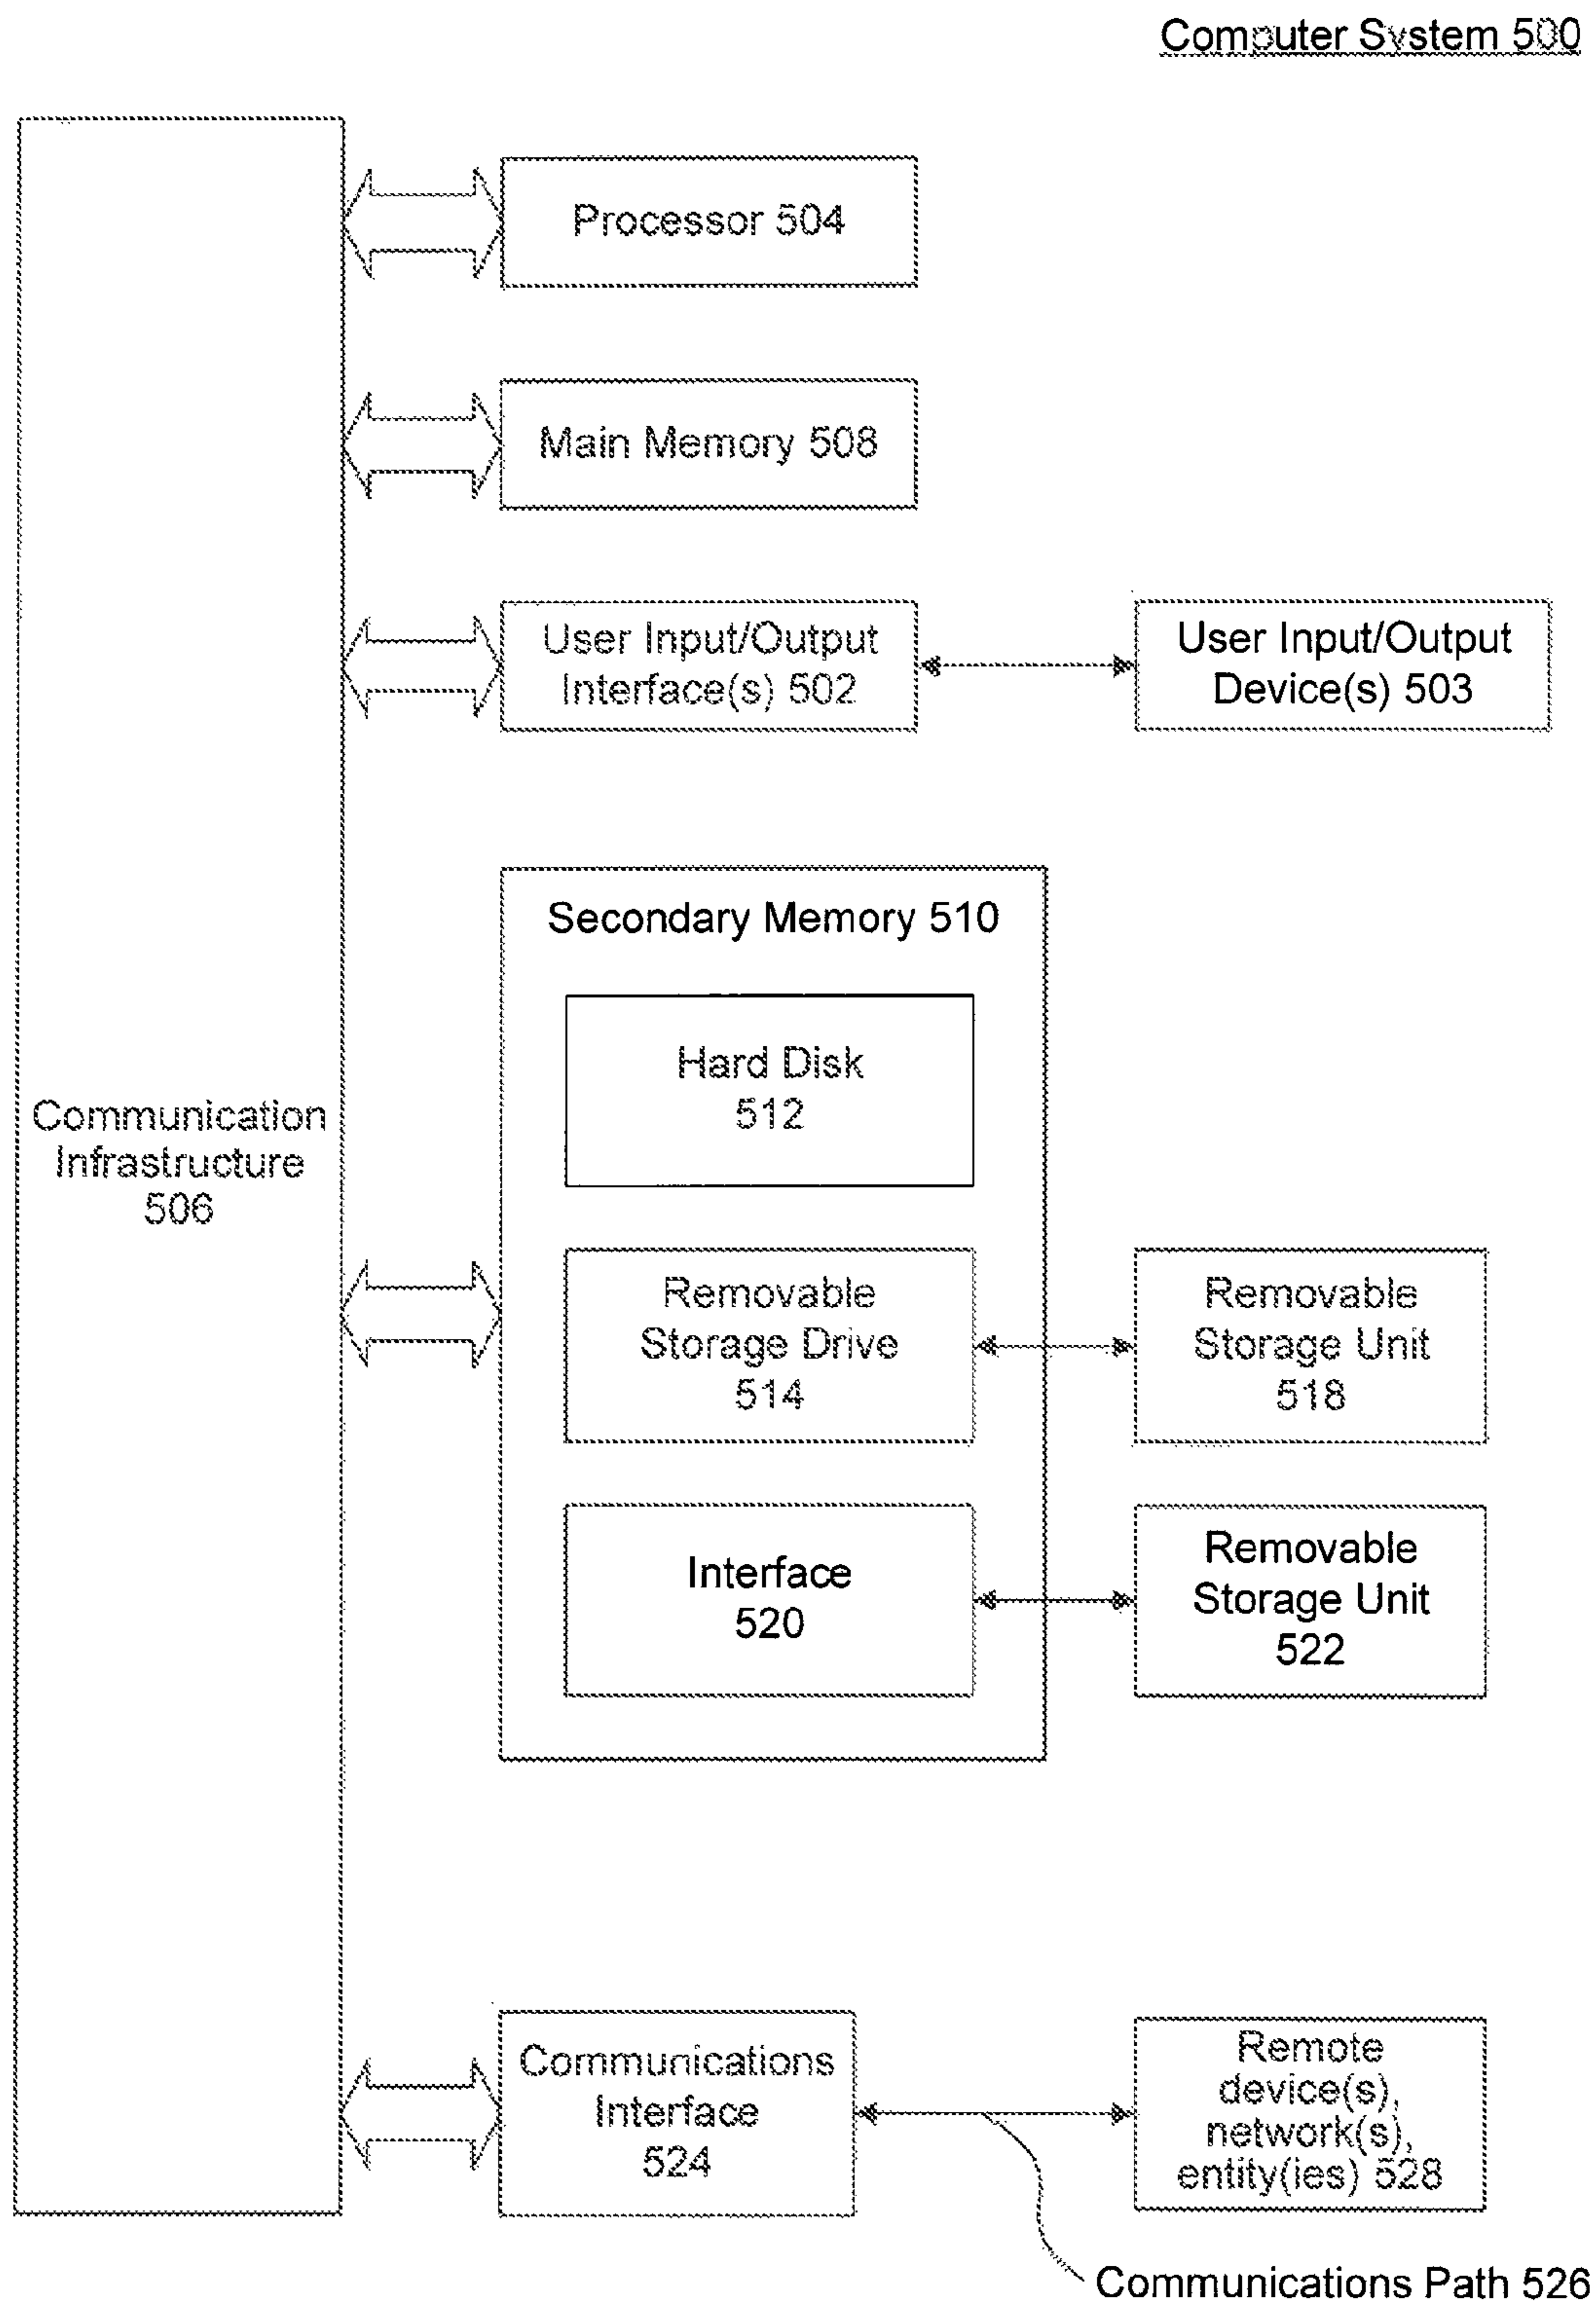 Computer System 500
Processor 504
Main Memory 508
User Input/Output
Interface(s) 502
User Input/Output
Device(s) 503
Secondary Memory 510
Hard Disk
512
Communication
Infrastructure
506
Removable
Storage Drive
514
Removable
Storage Unit
518
Interface
520
Removable
Storage Unit
522
Communications
Interface
524
Remote
device(s),
network(s),
entity(ies) 528
Communications Path 526